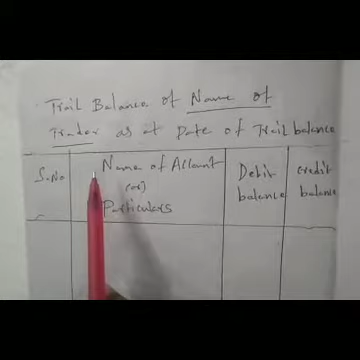 Trail Balance of Name of
Trader as at Date of Trail balance
S.No
Name of Account
(or)
Particulars
Debit
balance
credit
balance